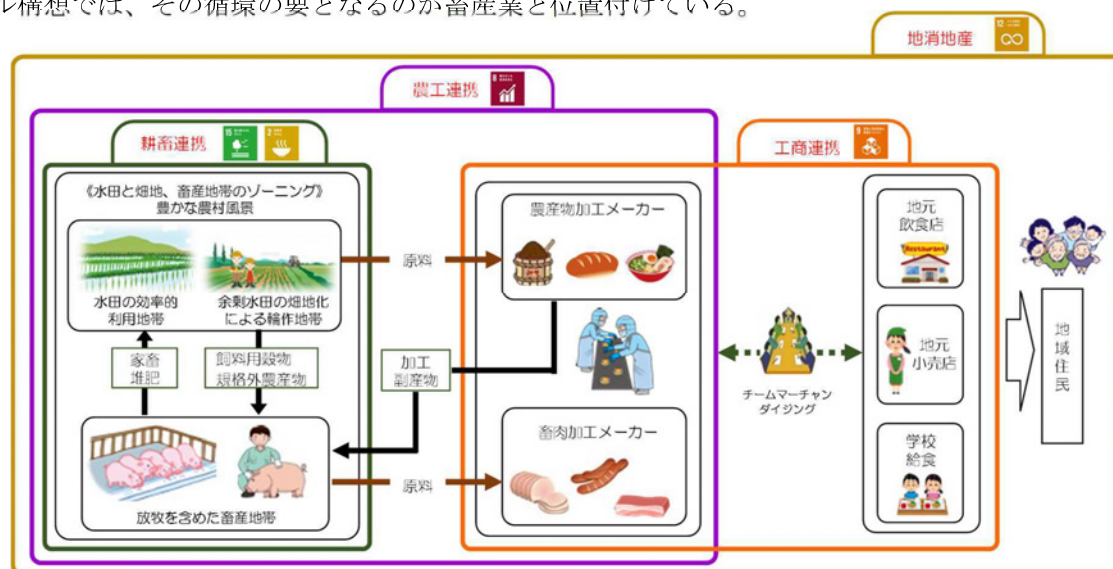 ル構想では、その循環の要となるのが畜産業と位置付けている。
地消地産
12
農工連携
8
耕畜連携
15
2
工商連携
9
《水田と畑地、畜産地帯のゾーニング》
豊かな農村風景
水田の効率的
利用地帯
余剰水田の畑地化
による輪作地帯
家畜
堆肥
飼料用穀物
規格外農産物
放牧を含めた畜産地帯
原料
加工
副産物
原料
農産物加工メーカー
畜肉加工メーカー
チームマーチャン
ダイジング
地元
飲食店
Restaurant
地元
小売店
学校
給食
地域住民